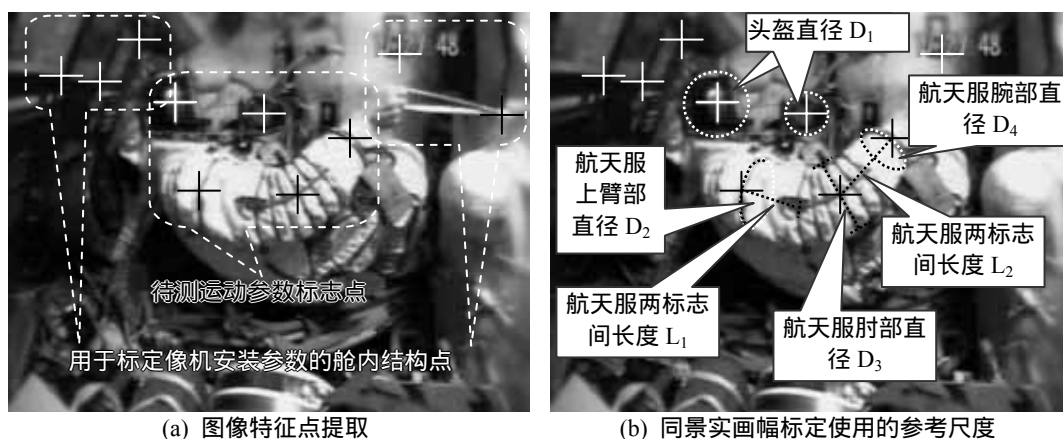 48
待测运动参数标志点
用于标定像机安装参数的舱内结构点
(a) 图像特征点提取
48
头盔直径 D₁
航天服腕部直
径 D₄
航天服
上臂部
直径 D₂
航天服两标志
间长度 L₂
航天服两标志
间长度 L₁
航天服肘部直
径 D₃
(b) 同景实画幅标定使用的参考尺度